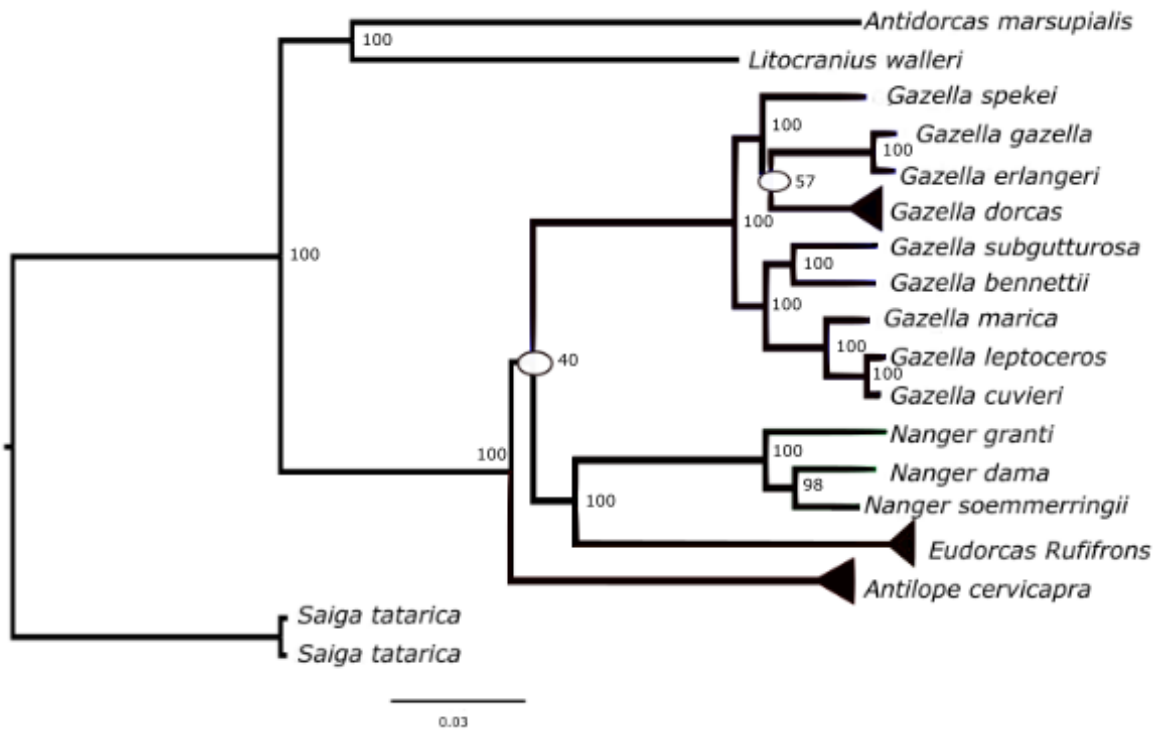 Antidorcas marsupialis
100
Litocranius walleri
Gazella spekei
100
Gazella gazella
100
Gazella erlangeri
57
Gazella dorcas
100
Gazella subgutturosa
100
100
Gazella bennettii
100
Gazella marica
100
Gazella leptoceros
40
100
Gazella cuvieri
Nanger granti
100
100
Nanger dama
98
100
Nanger soemmerringii
Eudorcas Rufifrons
Antilope cervicapra
Saiga tatarica
Saiga tatarica
0.03